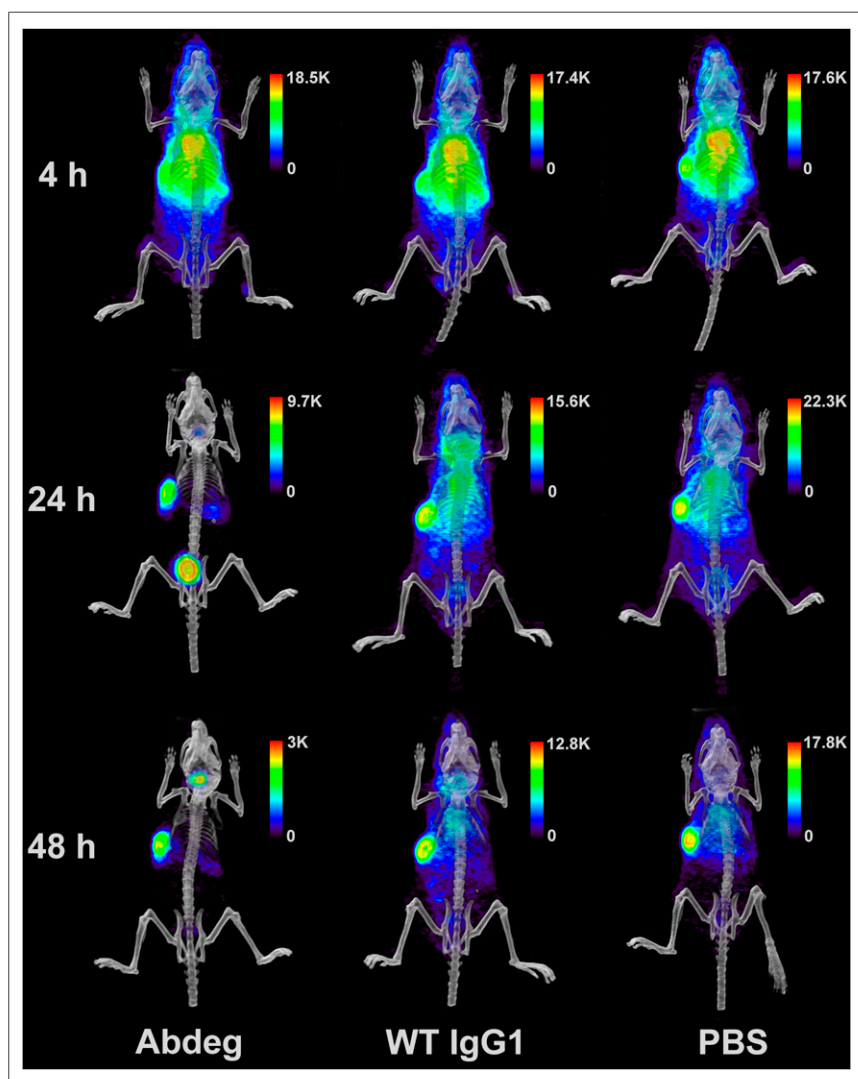 18.5K
17.4K
17.6K
4 h
0
0
0
9.7K
15.6K
22.3K
24 h
0
0
0
3K
12.8K
17.8K
48 h
0
0
0
Abdeg
WT IgG1
PBS